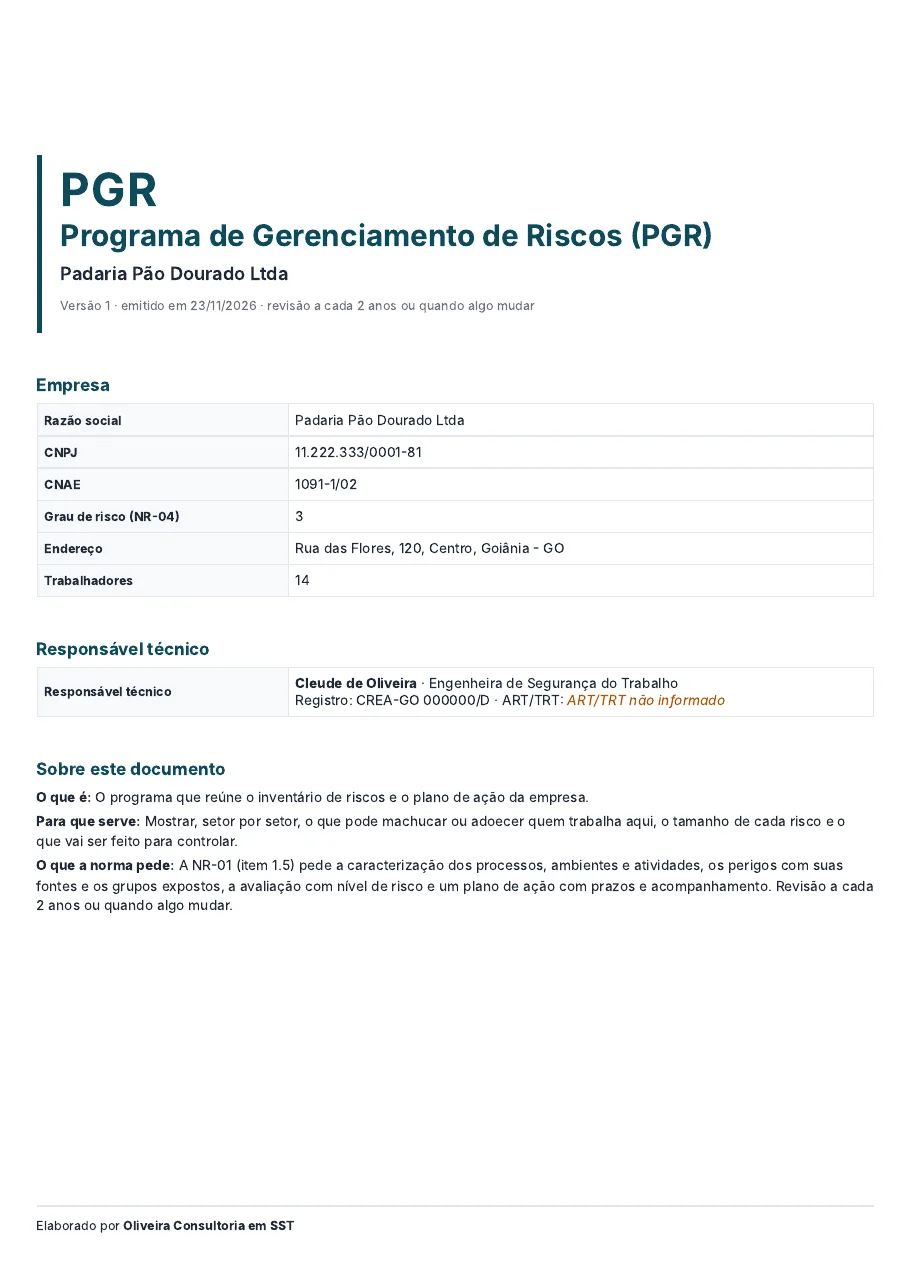 PGR
Programa de Gerenciamento de Riscos (PGR)
Padaria Pão Dourado Ltda
Versão 1 · emitido em 23/11/2026 · revisão a cada 2 anos ou quando algo mudar
Empresa
Razão social Padaria Pão Dourado Ltda
CNPJ 11.222.333/0001-81
CNAE 1091-1/02
Grau de risco (NR-04) 3
Endereço Rua das Flores, 120, Centro, Goiânia - GO
Trabalhadores 14
Responsável técnico
Responsável técnico Cleude de Oliveira · Engenheira de Segurança do Trabalho
Registro: CREA-GO 000000/D · ART/TRT: ART/TRT não informado
Sobre este documento
O que é: O programa que reúne o inventário de riscos e o plano de ação da empresa.
Para que serve: Mostrar, setor por setor, o que pode machucar ou adoecer quem trabalha aqui, o tamanho de cada risco e o
que vai ser feito para controlar.
O que a norma pede: A NR-01 (item 1.5) pede a caracterização dos processos, ambientes e atividades, os perigos com suas
fontes e os grupos expostos, a avaliação com nível de risco e um plano de ação com prazos e acompanhamento. Revisão a cada
2 anos ou quando algo mudar.
Elaborado por Oliveira Consultoria em SST